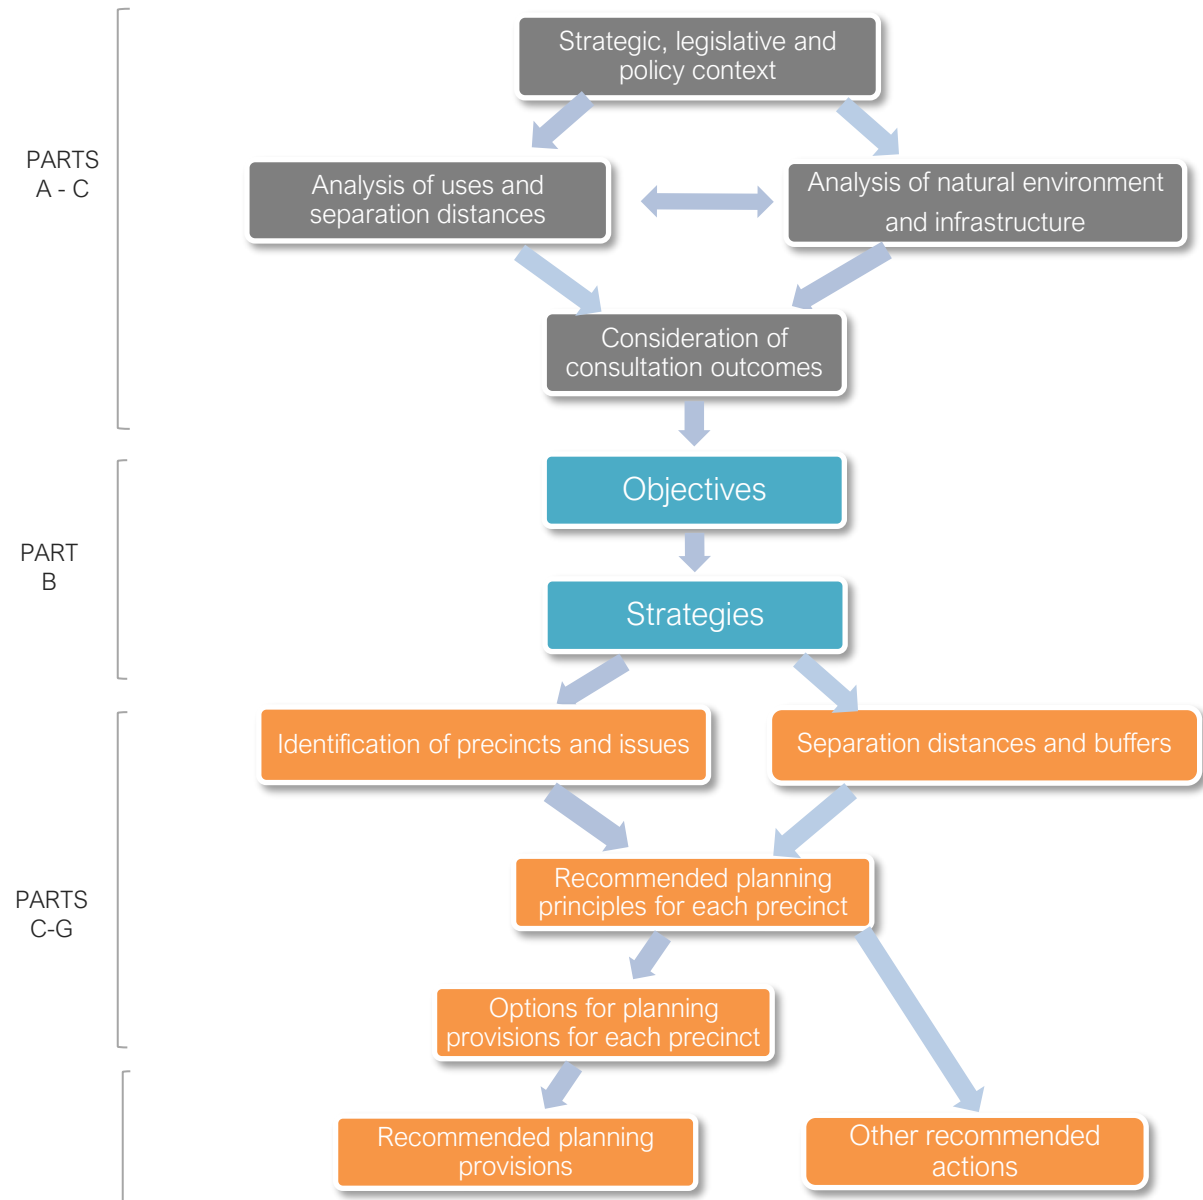 Strategic, legislative and
policy context
PARTS
A - C
Analysis of uses and
separation distances
Analysis of natural environment
and infrastructure
Consideration of
consultation outcomes
Objectives
PART
B
Strategies
Identification of precincts and issues
Separation distances and buffers
PARTS
C-G
Recommended planning
principles for each precinct
Options for planning
provisions for each precinct
Recommended planning
provisions
Other recommended
actions